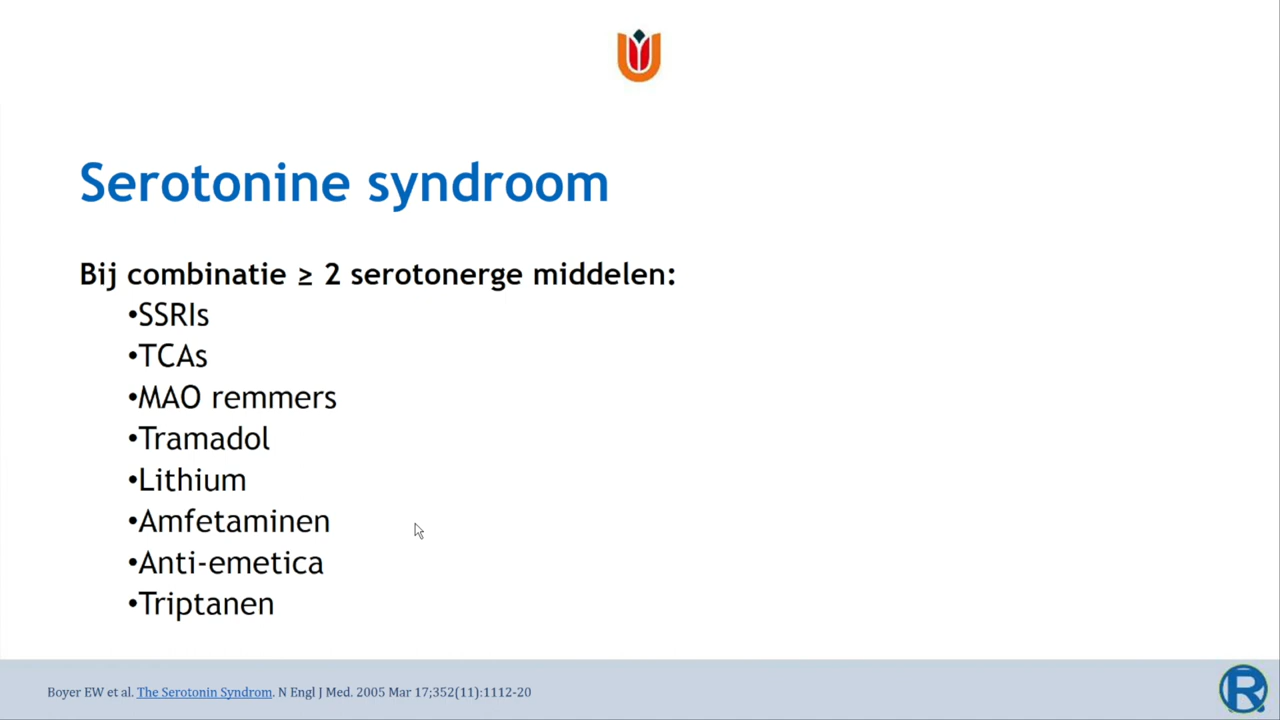 Serotonine syndroom
Bij combinatie ≥ 2 serotonerge middelen:
•SSRIs
•TCAs
•MAO remmers
•Tramadol
•Lithium
•Amfetaminen
•Anti-emetica
•Triptanen
Boyer EW et al. The Serotonin Syndrom. N Engl J Med. 2005 Mar 17;352(11):1112-20
R